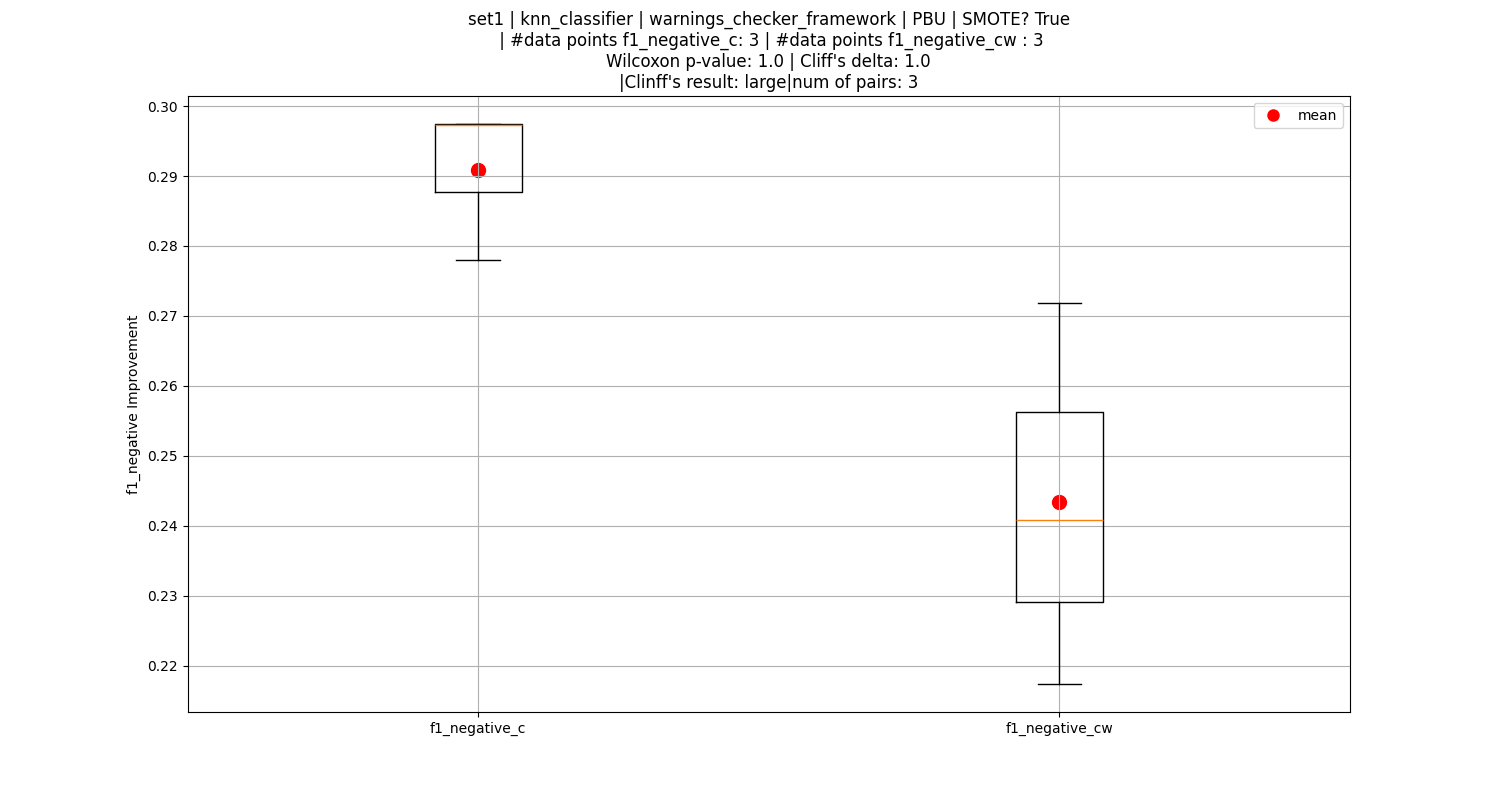 set1 | knn_classifier | warnings_checker_framework | PBU | SMOTE? True
| #data points f1_negative_c: 3 | #data points f1_negative_cw : 3
Wilcoxon p-value: 1.0 | Cliff's delta: 1.0
|Clinff's result: large|num of pairs: 3
mean
0.30
0.29
0.28
0.27
0.26
0.25
0.24
0.23
0.22
f1_negative Improvement
f1_negative_c
f1_negative_cw